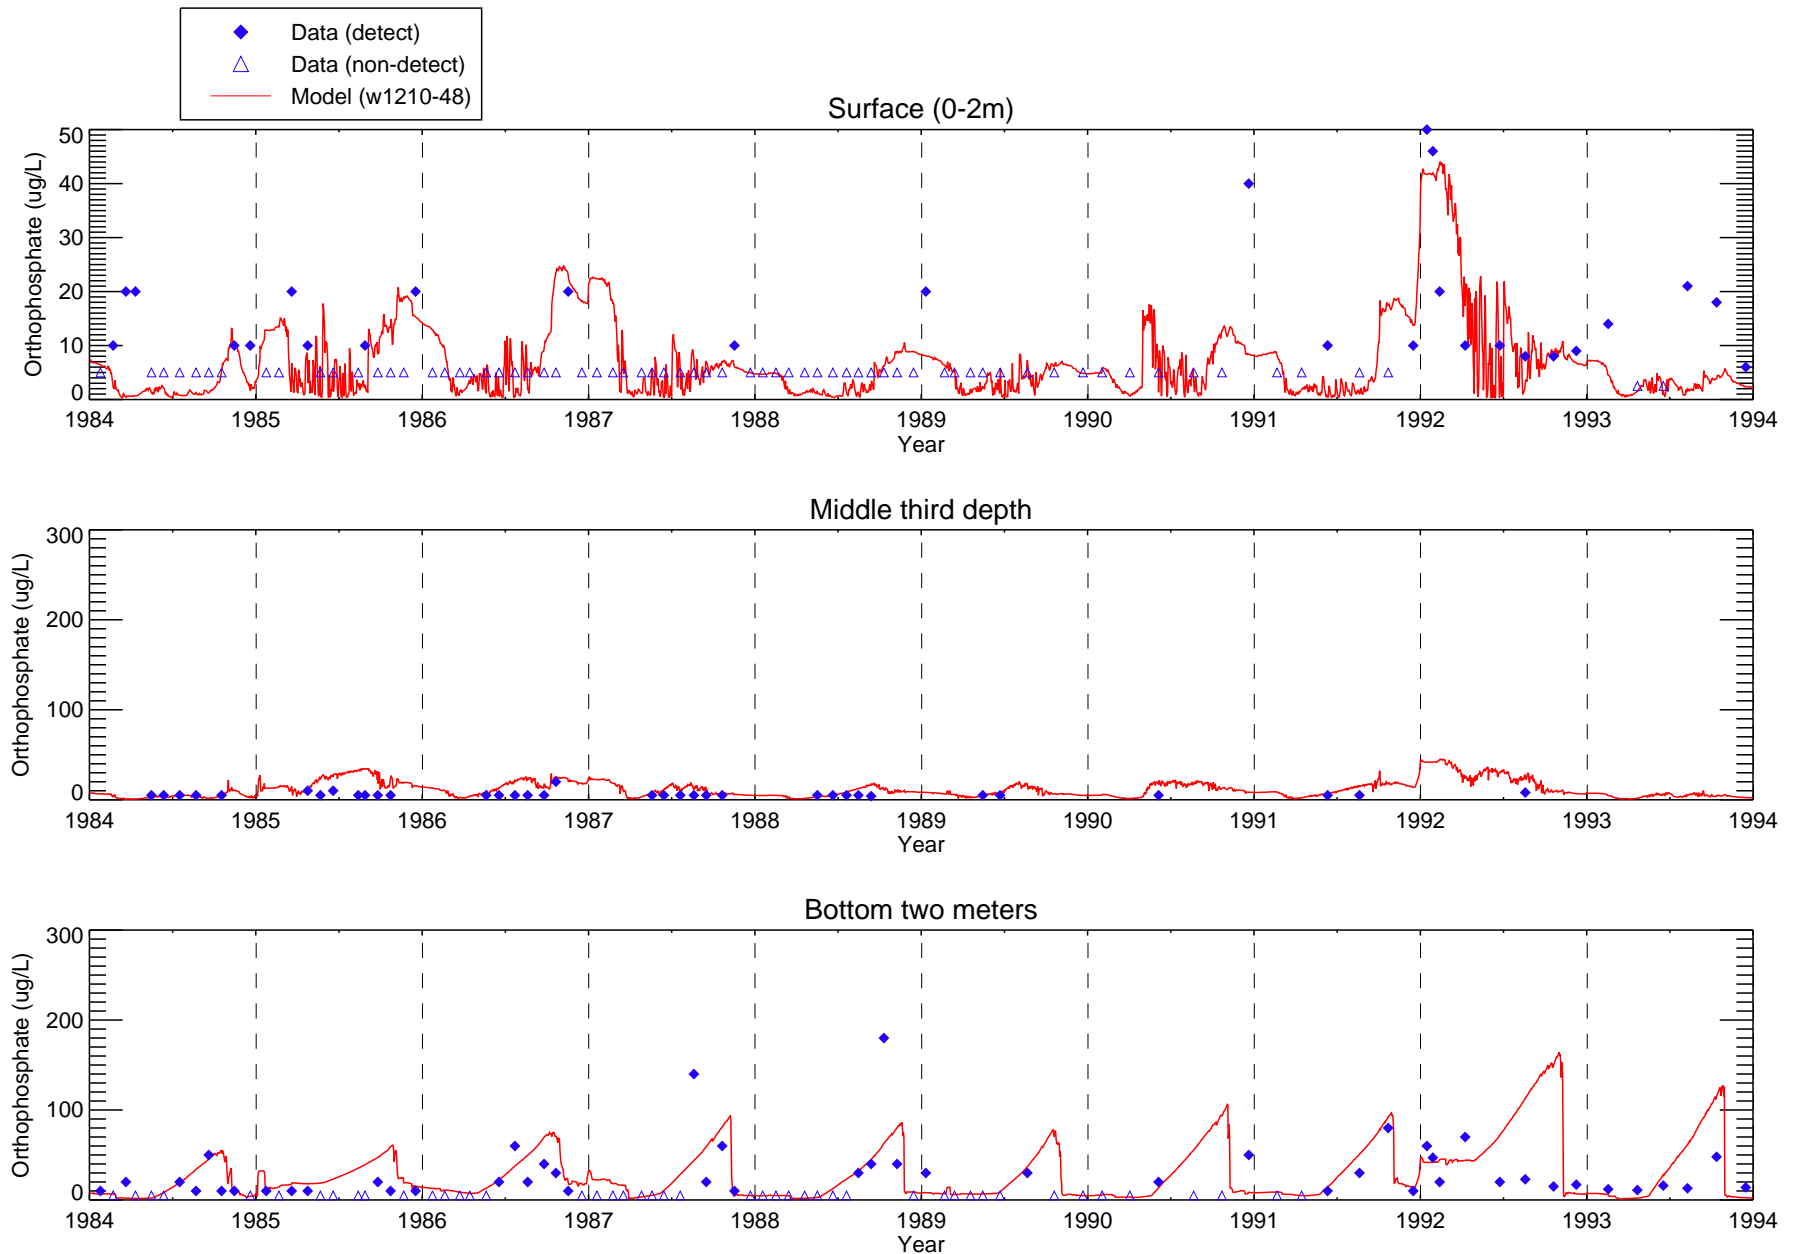 Data (detect)
Data (non-detect)
Model (w1210-48)
Surface (0-2m)
Orthophosphate (ug/L)
50
40
30
20
10
0
1984 1985 1986 1987 1988 1989 1990 1991 1992 1993 1994
Year
Middle third depth
Orthophosphate (ug/L)
300
200
100
0
1984 1985 1986 1987 1988 1989 1990 1991 1992 1993 1994
Year
Bottom two meters
Orthophosphate (ug/L)
300
200
100
0
1984 1985 1986 1987 1988 1989 1990 1991 1992 1993 1994
Year